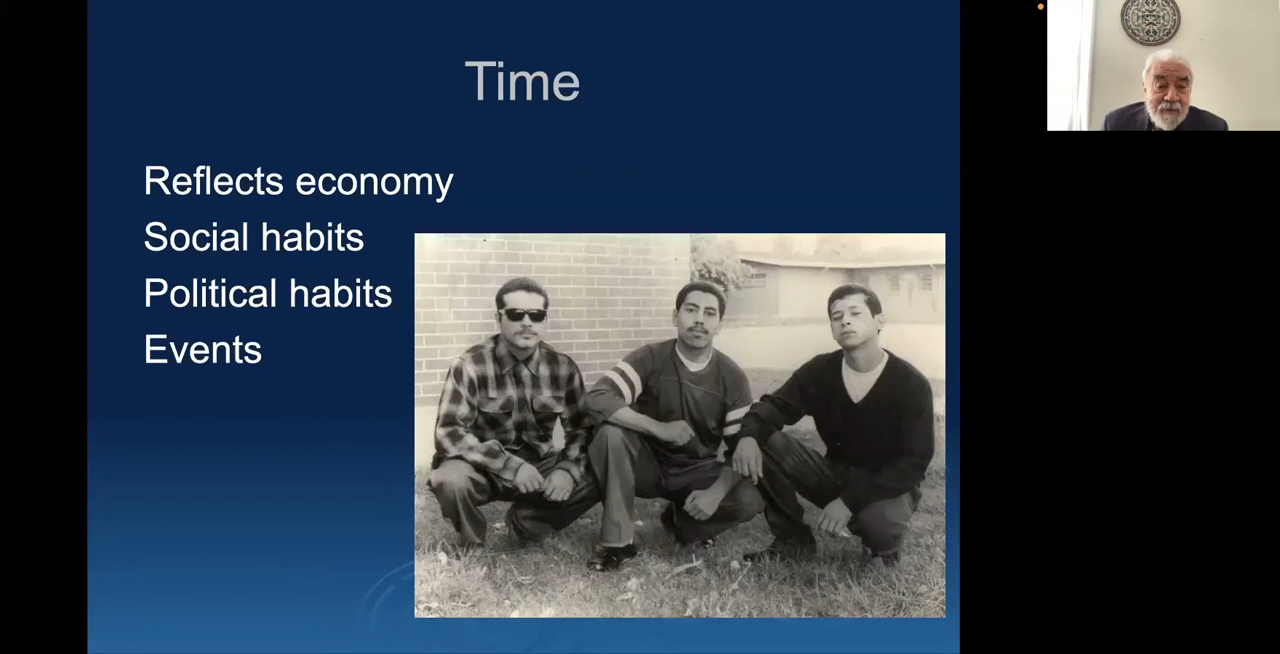 Time
Reflects economy
Social habits
Political habits
Events